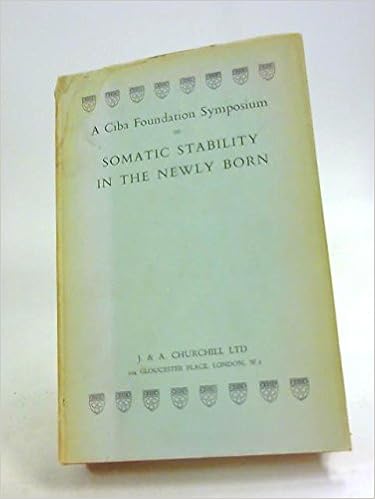 A Ciba Foundation Symposium
on
SOMATIC STABILITY
IN THE NEWLY BORN
J. & A. CHURCHILL LTD
104 GLOUCESTER PLACE, LONDON, W.1